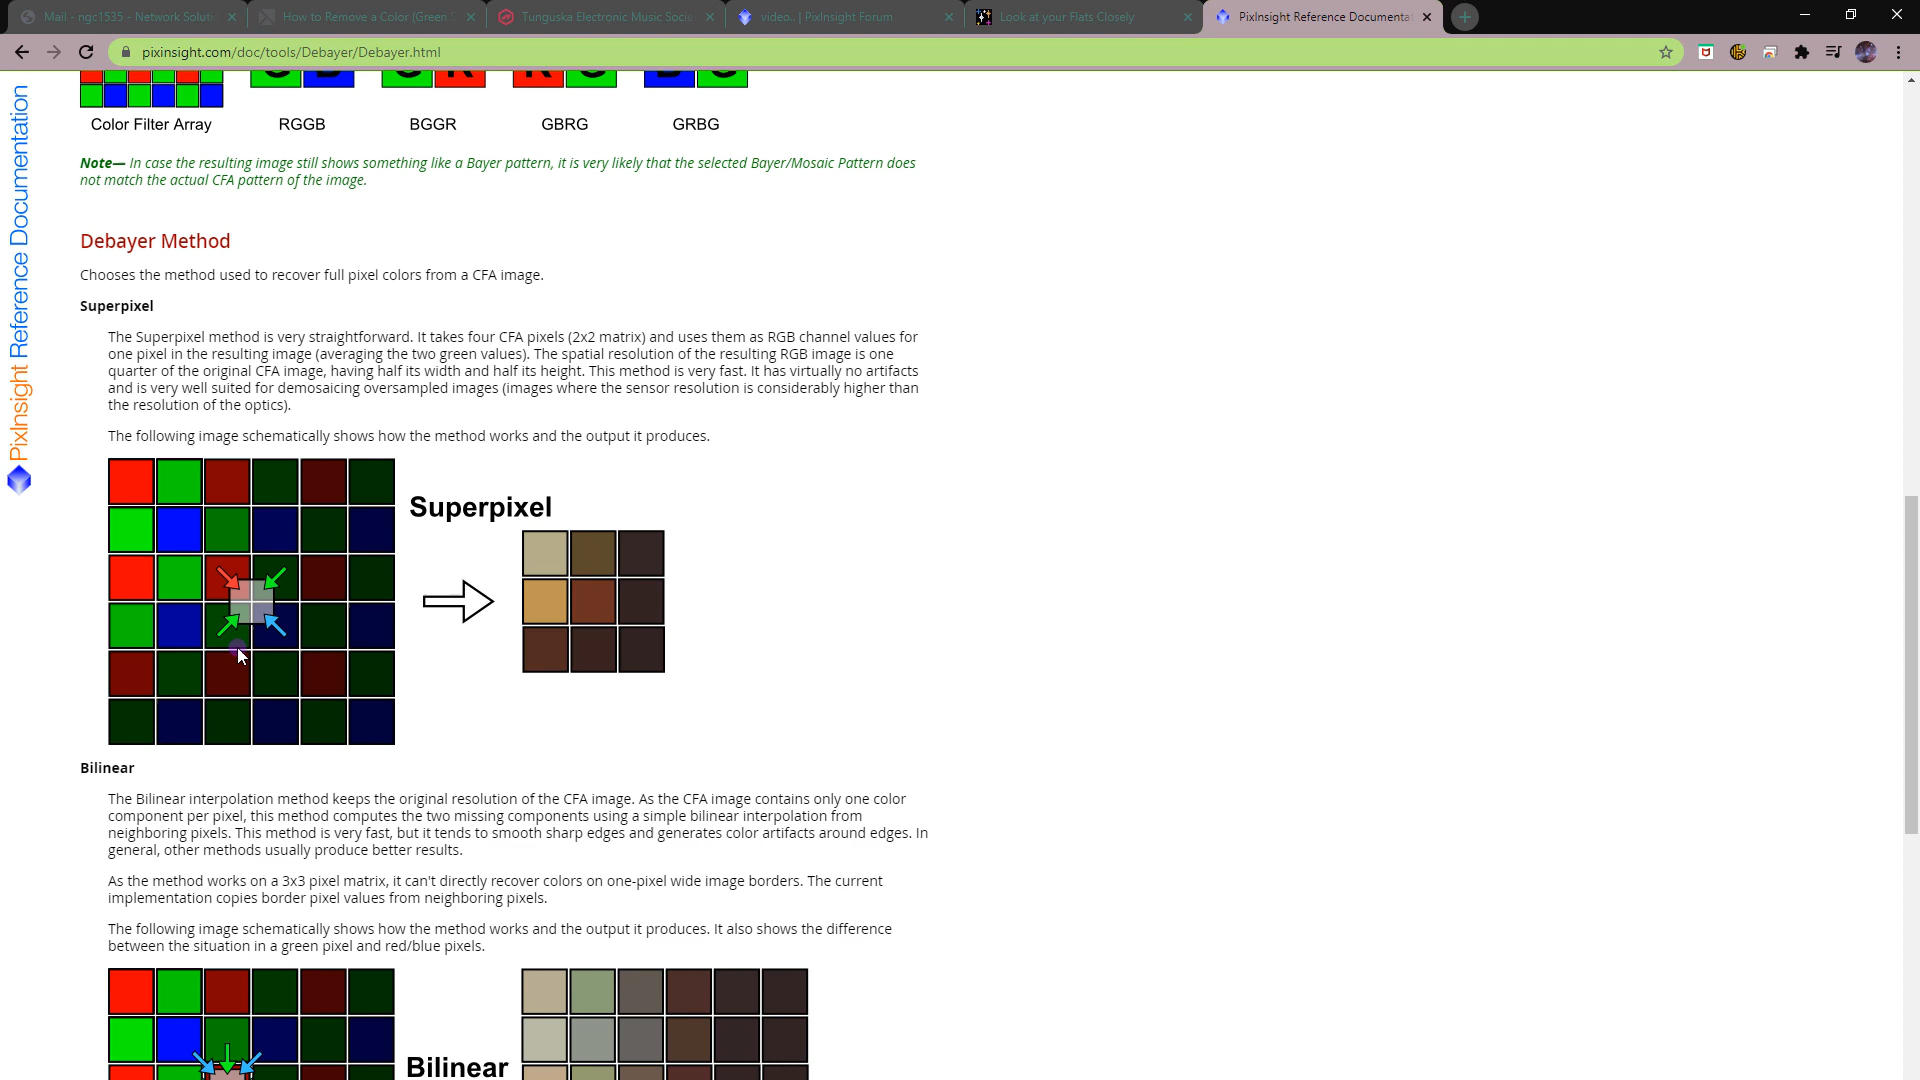 Mail - ngc1535 - Network Soluti
How to Remove a Color (Green S
Tunguska Electronic Music Socie
video.. | PixInsight Forum
Look at your Flats Closely
PixInsight Reference Documenta
pixinsight.com/doc/tools/Debayer/Debayer.html
PixInsight Reference Documentation
G B
G R
R G
B G
Color Filter Array
RGGB
BGGR
GBRG
GRBG
Note— In case the resulting image still shows something like a Bayer pattern, it is very likely that the selected Bayer/Mosaic Pattern does
not match the actual CFA pattern of the image.
Debayer Method
Chooses the method used to recover full pixel colors from a CFA image.
Superpixel
The Superpixel method is very straightforward. It takes four CFA pixels (2x2 matrix) and uses them as RGB channel values for
one pixel in the resulting image (averaging the two green values). The spatial resolution of the resulting RGB image is one
quarter of the original CFA image, having half its width and half its height. This method is very fast. It has virtually no artifacts
and is very well suited for demosaicing oversampled images (images where the sensor resolution is considerably higher than
the resolution of the optics).
The following image schematically shows how the method works and the output it produces.
Superpixel
Bilinear
The Bilinear interpolation method keeps the original resolution of the CFA image. As the CFA image contains only one color
component per pixel, this method computes the two missing components using a simple bilinear interpolation from
neighboring pixels. This method is very fast, but it tends to smooth sharp edges and generates color artifacts around edges. In
general, other methods usually produce better results.
As the method works on a 3x3 pixel matrix, it can't directly recover colors on one-pixel wide image borders. The current
implementation copies border pixel values from neighboring pixels.
The following image schematically shows how the method works and the output it produces. It also shows the difference
between the situation in a green pixel and red/blue pixels.
Bilinear